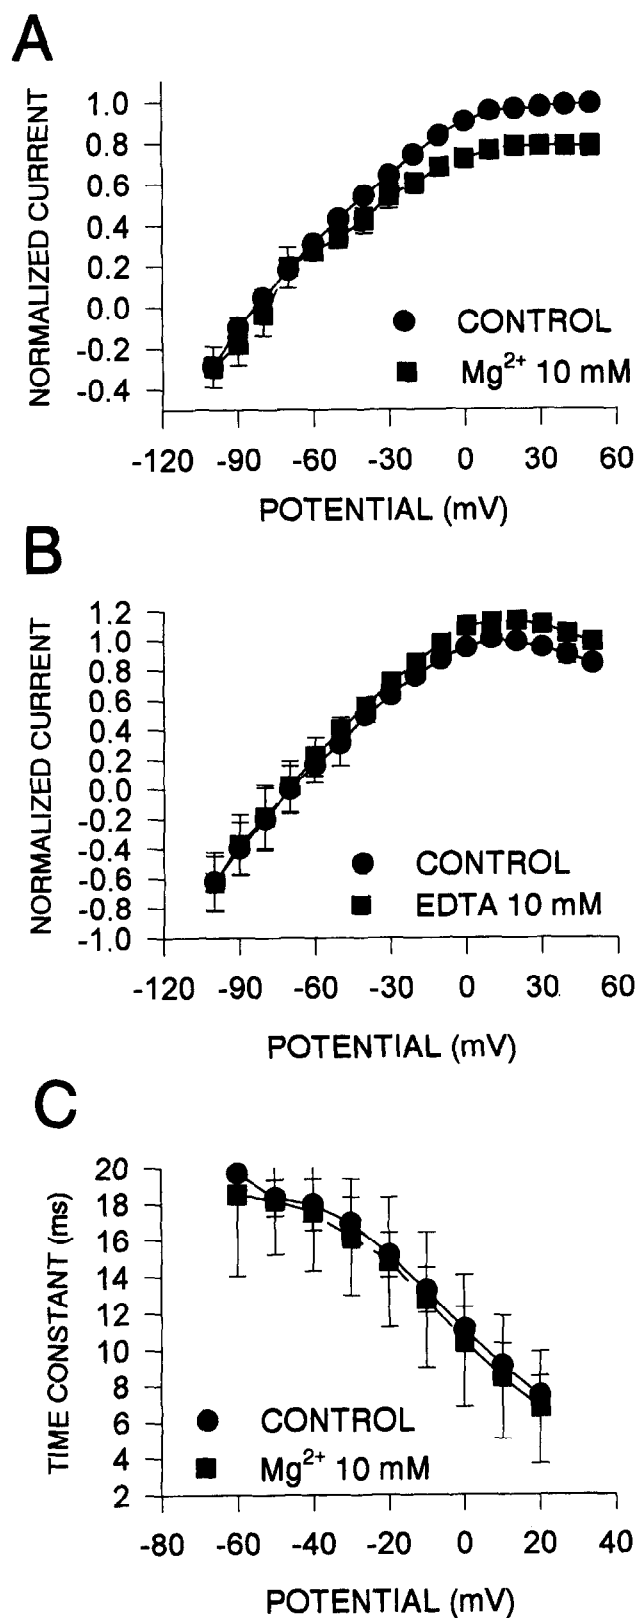 A
NORMALIZED CURRENT
1.0
0.8
0.6
0.4
0.2
0.0
-0.2
-0.4
CONTROL
Mg²⁺ 10 mM
-120 -90 -60 -30 0 30 60
POTENTIAL (mV)
B
NORMALIZED CURRENT
1.2
1.0
0.8
0.6
0.4
0.2
0.0
-0.2
-0.4
-0.6
-0.8
-1.0
CONTROL
EDTA 10 mM
-120 -90 -60 -30 0 30 60
POTENTIAL (mV)
C
TIME CONSTANT (ms)
20
18
16
14
12
10
8
6
4
2
CONTROL
Mg²⁺ 10 mM
-80 -60 -40 -20 0 20 40
POTENTIAL (mV)